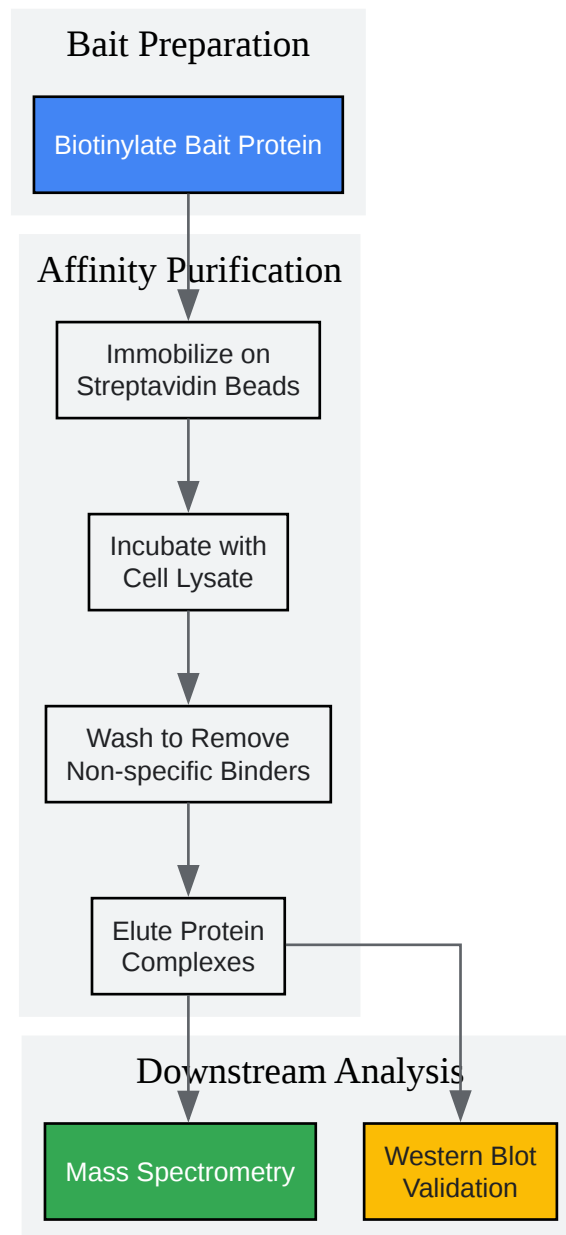 Bait Preparation
Biotinylate Bait Protein
Affinity Purification
Immobilize on
Streptavidin Beads
Incubate with
Cell Lysate
Wash to Remove
Non-specific Binders
Elute Protein
Complexes
Downstream Analysis
Mass Spectrometry
Western Blot
Validation